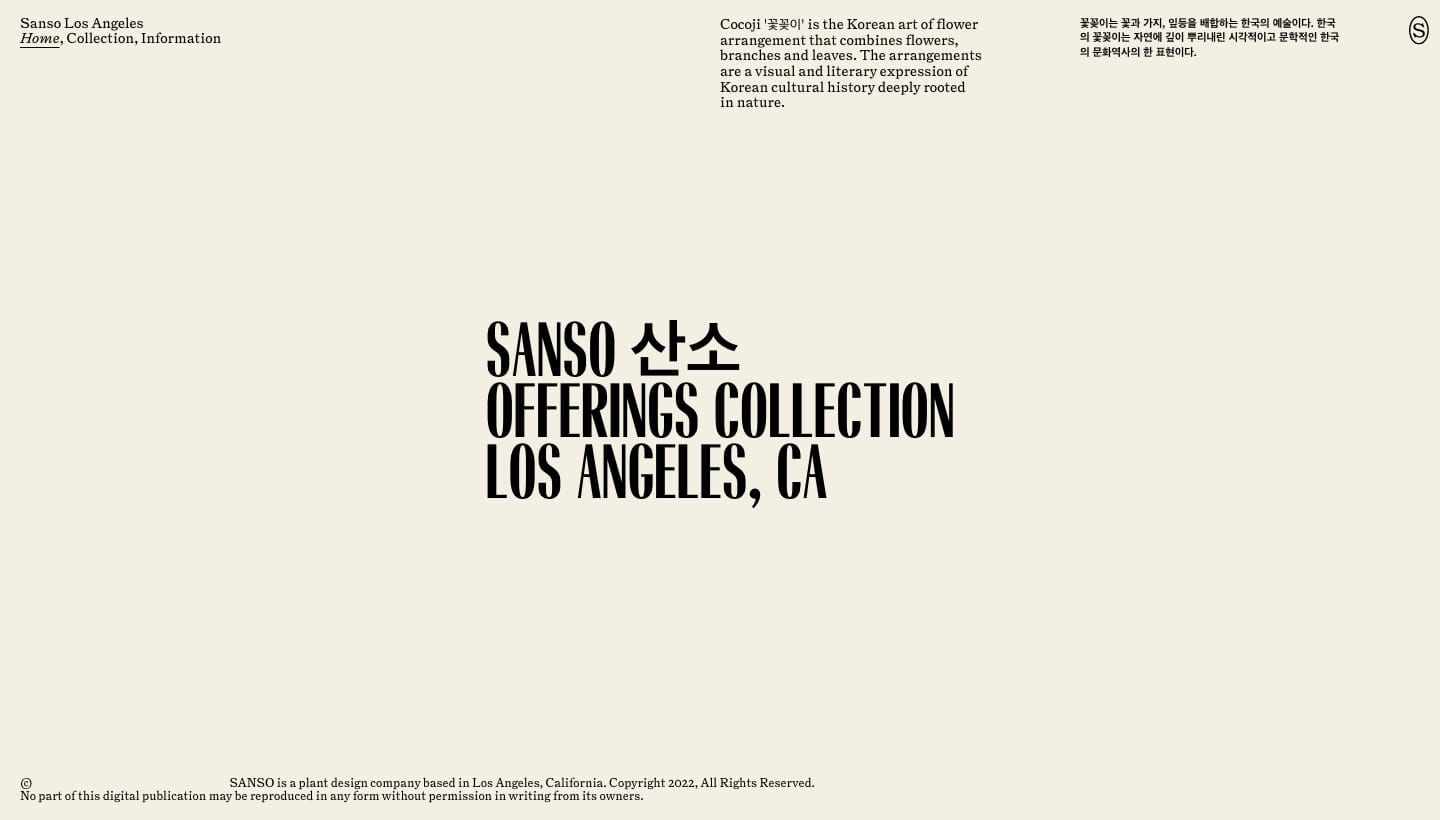 Sanso Los Angeles
Home, Collection, Information
Cocoji '꽃꽂이' is the Korean art of flower
arrangement that combines flowers,
branches and leaves. The arrangements
are a visual and literary expression of
Korean cultural history deeply rooted
in nature.
꽃꽂이는 꽃과 가지, 잎등을 배합하는 한국의 예술이다. 한국
의 꽃꽂이는 자연에 깊이 뿌리내린 시각적이고 문학적인 한국
의 문화역사의 한 표현이다.
S
SANSO 산소
OFFERINGS COLLECTION
LOS ANGELES, CA
© SANSO is a plant design company based in Los Angeles, California. Copyright 2022, All Rights Reserved.
No part of this digital publication may be reproduced in any form without permission in writing from its owners.